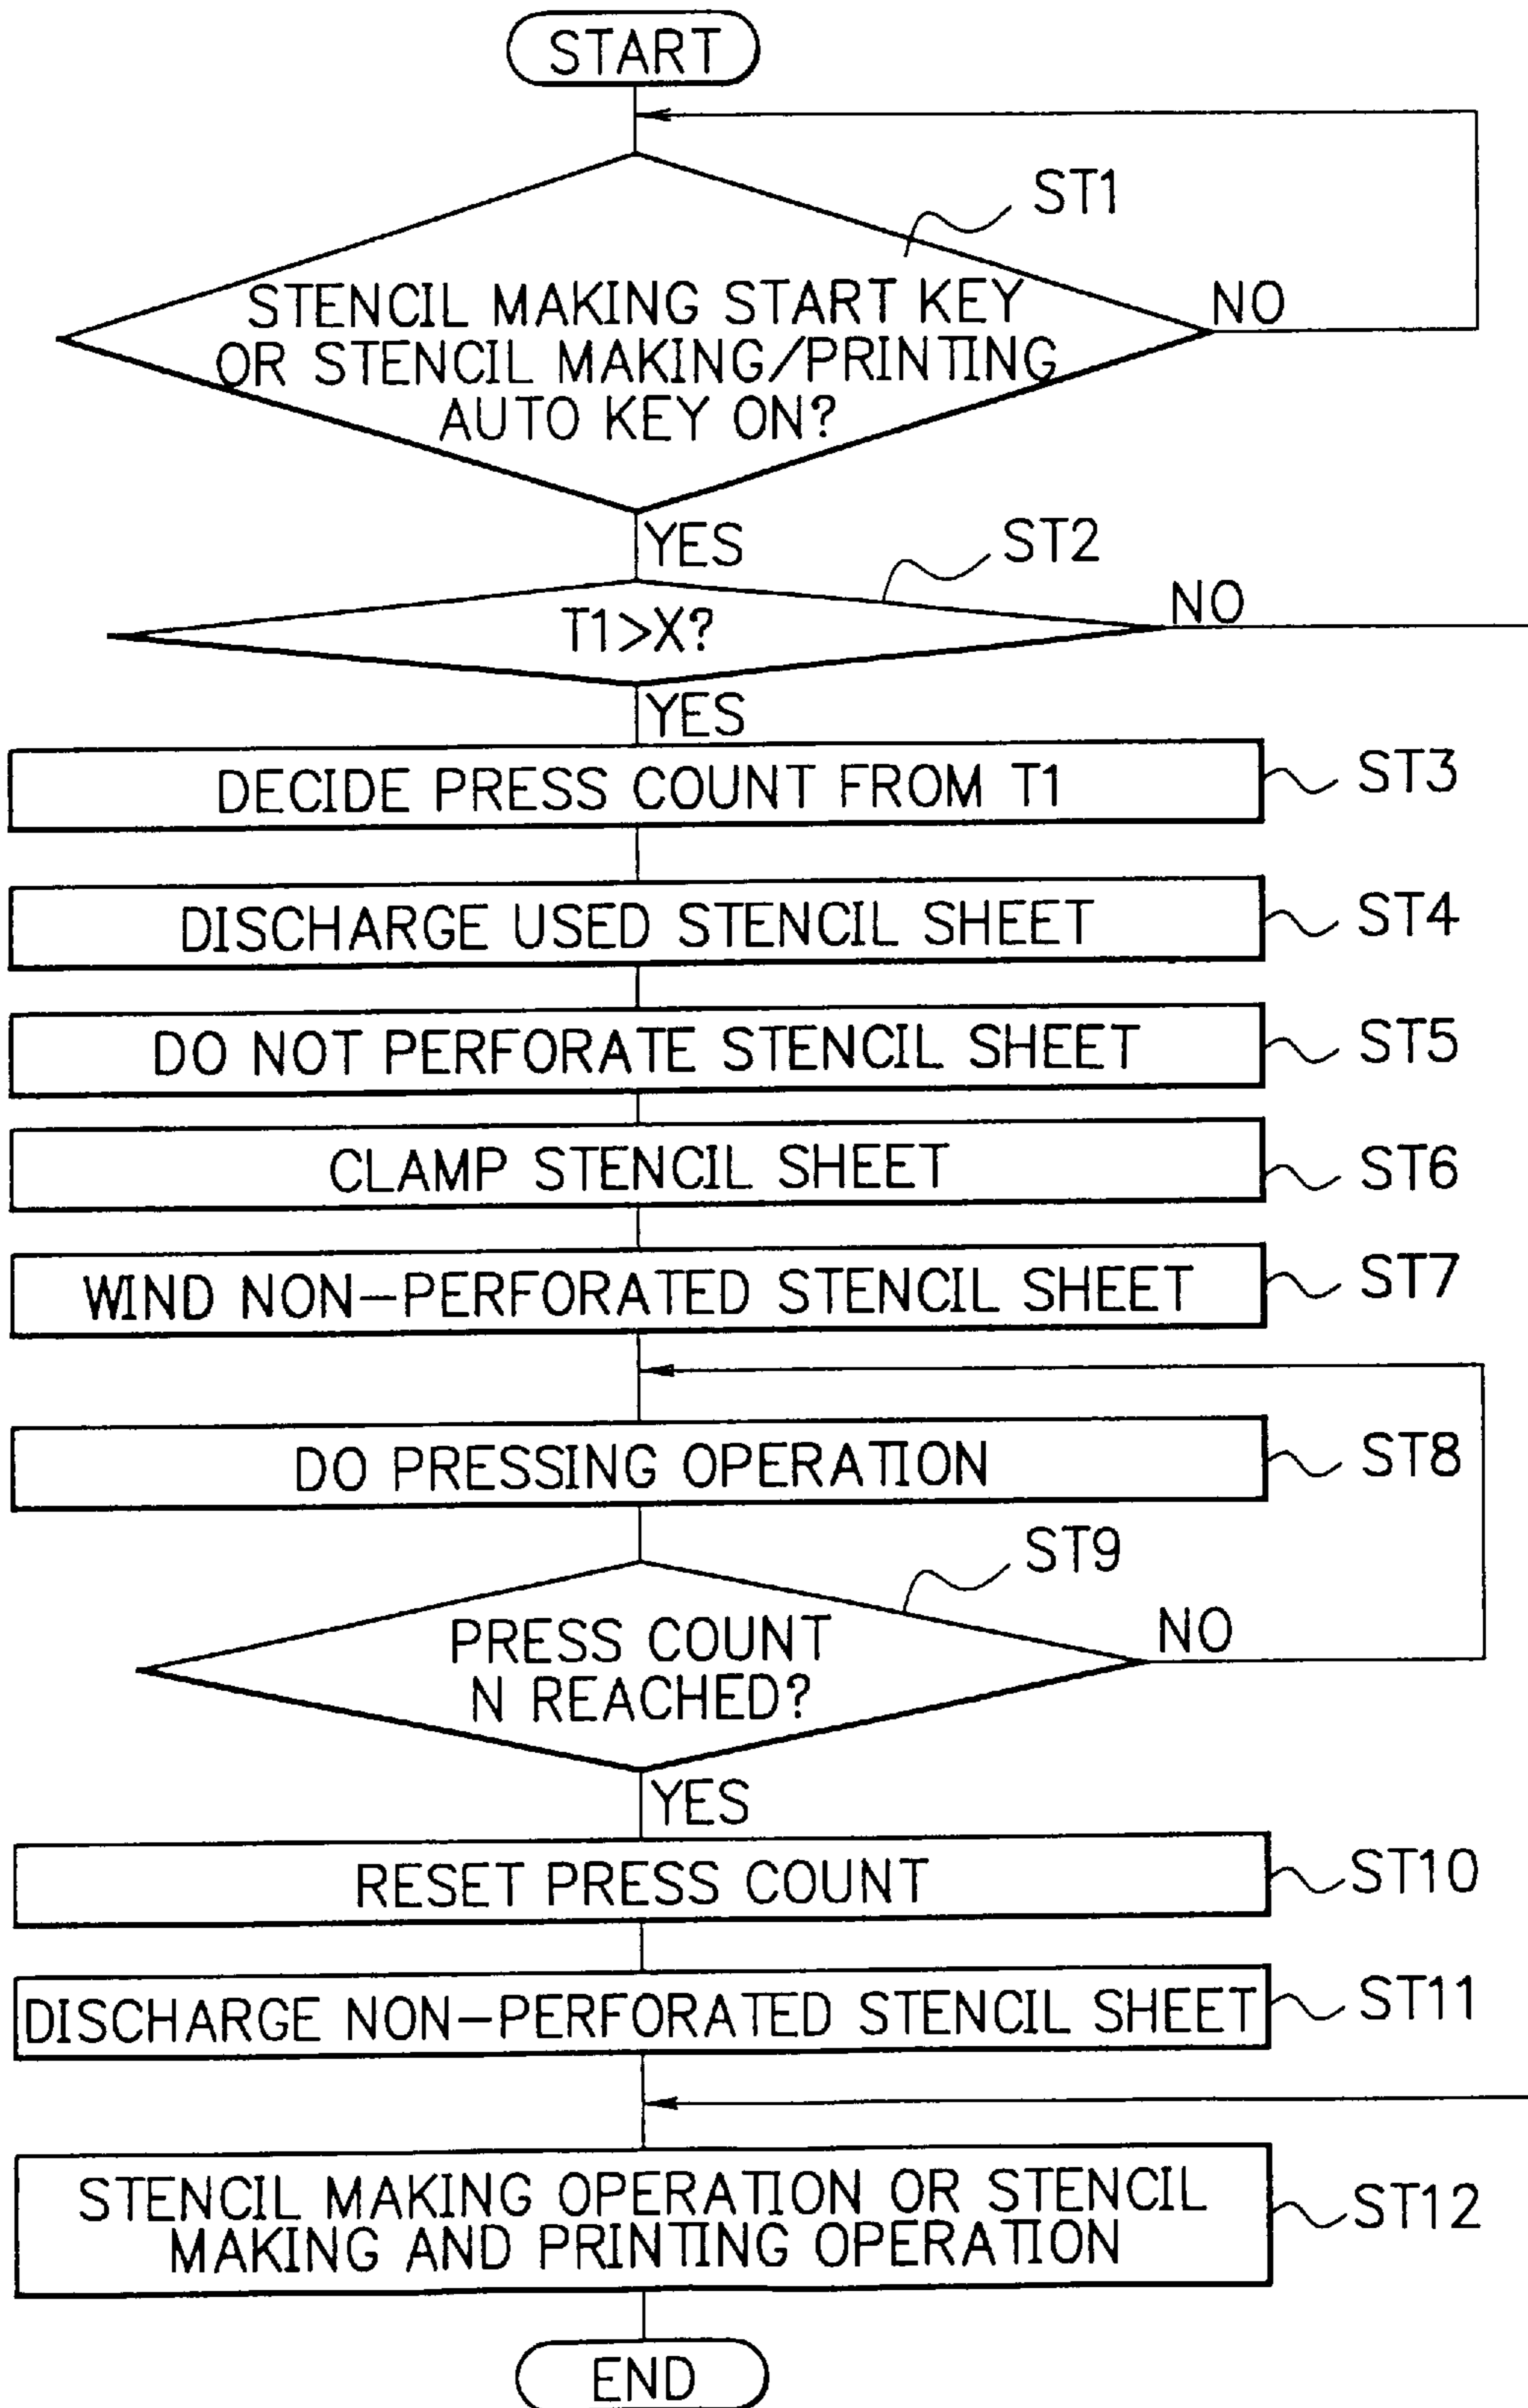 START
ST1
STENCIL MAKING START KEY
OR STENCIL MAKING/PRINTING
AUTO KEY ON?
NO
YES
ST2
T1>X?
NO
YES
DECIDE PRESS COUNT FROM T1
ST3
DISCHARGE USED STENCIL SHEET
ST4
DO NOT PERFORATE STENCIL SHEET
ST5
CLAMP STENCIL SHEET
ST6
WIND NON-PERFORATED STENCIL SHEET
ST7
DO PRESSING OPERATION
ST8
ST9
PRESS COUNT
N REACHED?
NO
YES
RESET PRESS COUNT
ST10
DISCHARGE NON-PERFORATED STENCIL SHEET
ST11
STENCIL MAKING OPERATION OR STENCIL
MAKING AND PRINTING OPERATION
ST12
END